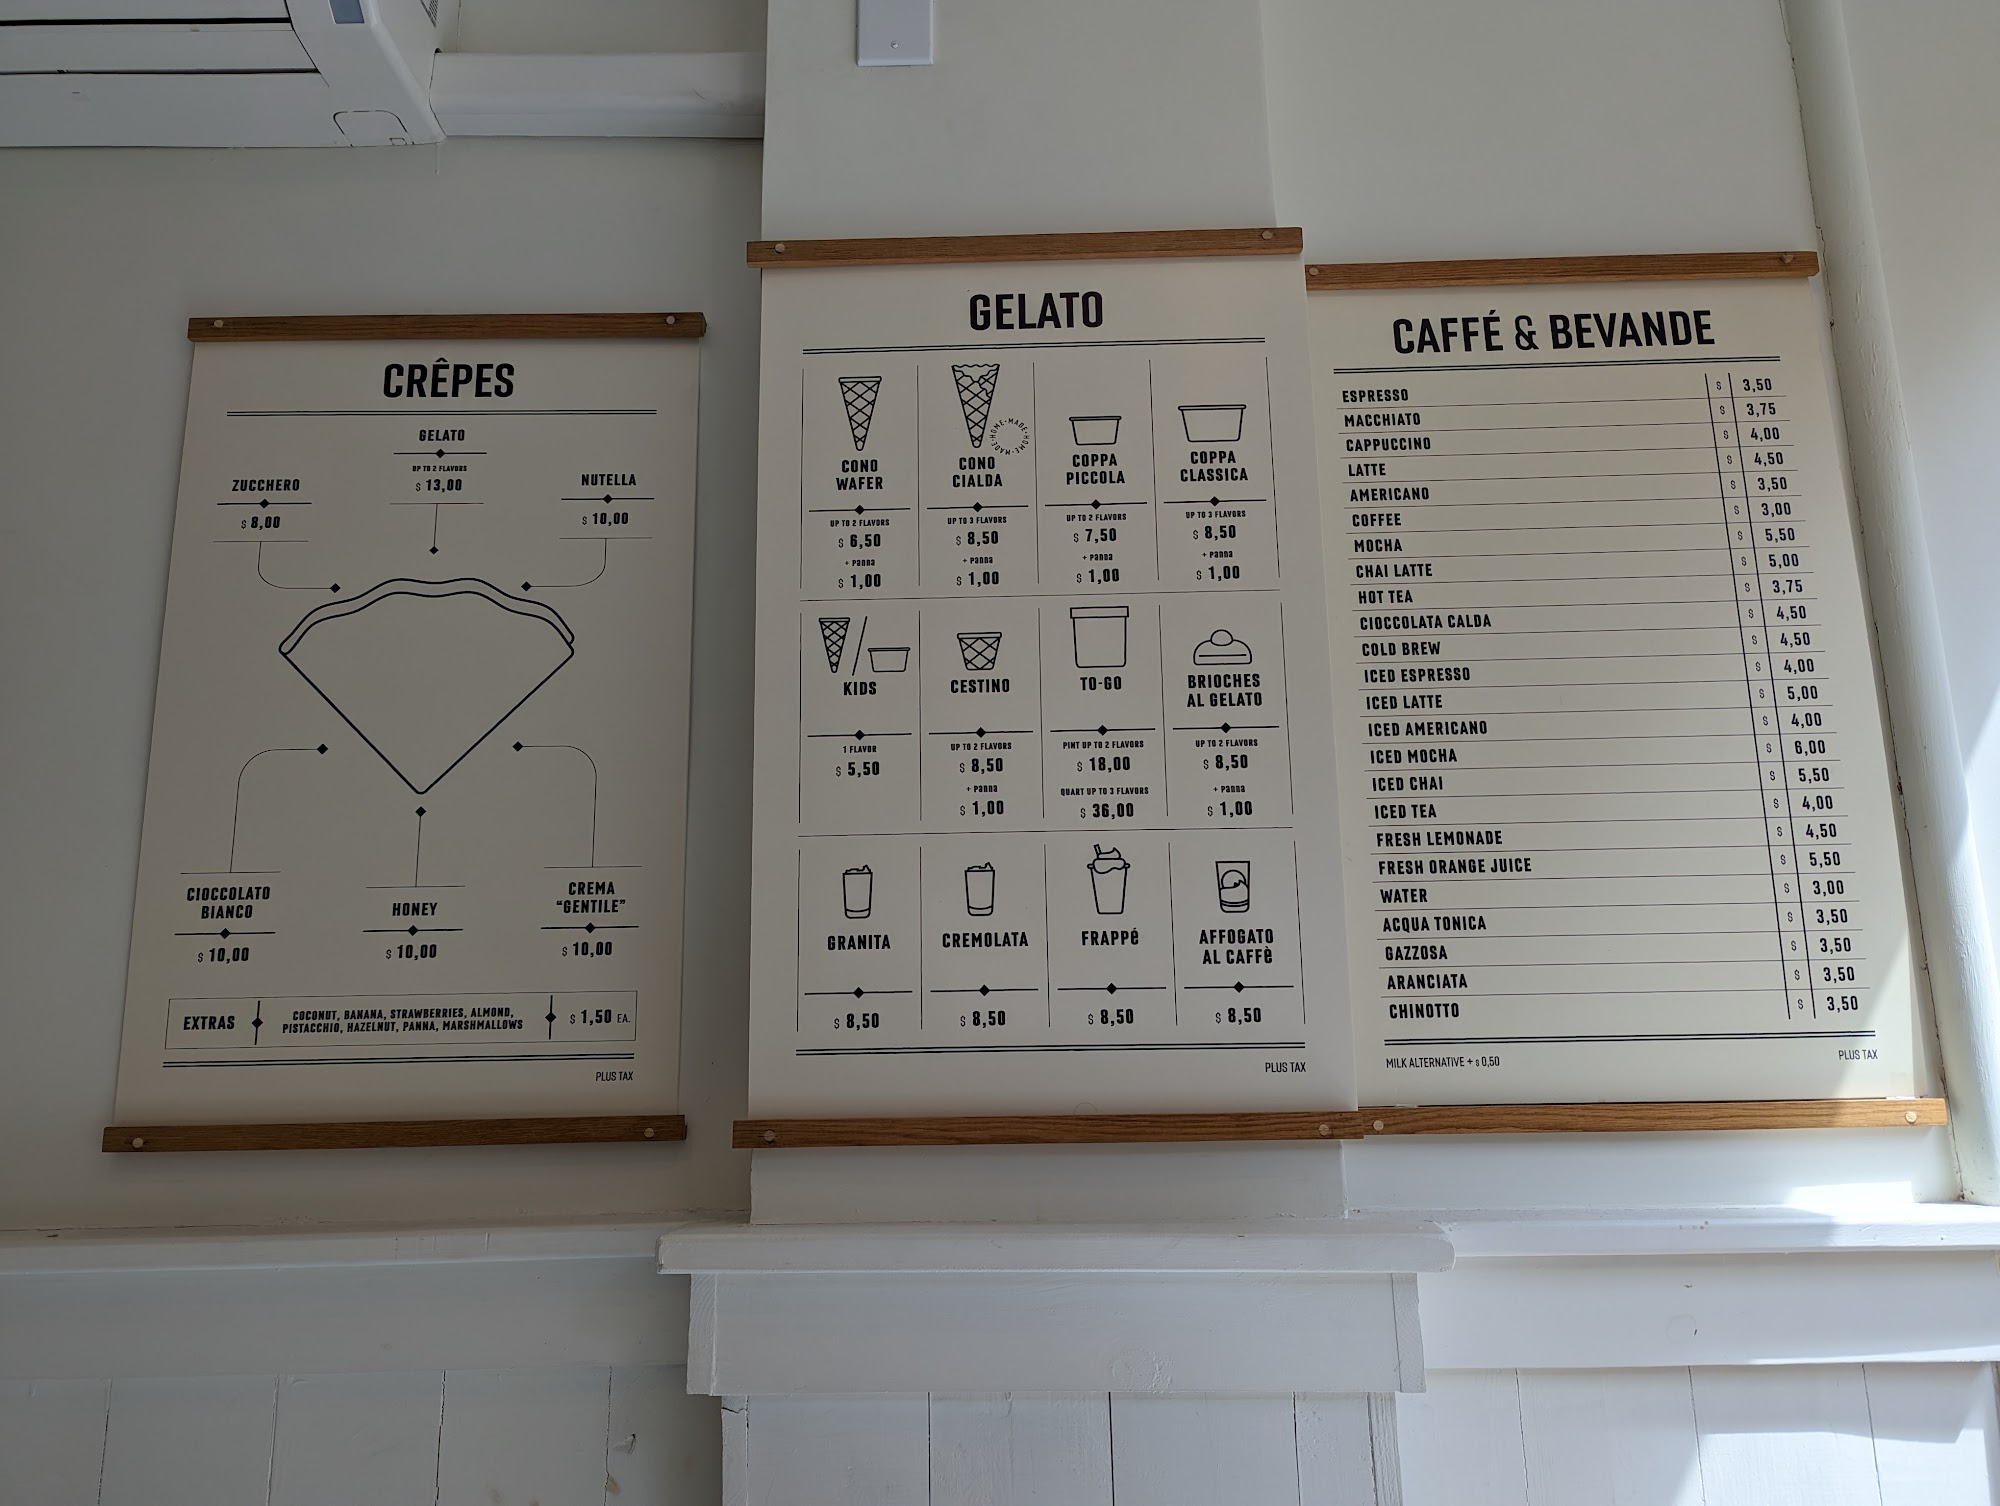 CRÊPES
GELATO
UP TO 2 FLAVORS
$ 13,00
ZUCCHERO
$ 8,00
NUTELLA
$ 10,00
CIOCCOLATO
BIANCO
$ 10,00
HONEY
$ 10,00
CREMA
"GENTILE"
$ 10,00
EXTRAS
COCONUT, BANANA, STRAWBERRIES, ALMOND,
PISTACCHIO, HAZELNUT, PANNA, MARSHMALLOWS
$ 1,50 EA.
PLUS TAX
GELATO
CONO
WAFER
UP TO 2 FLAVORS
$ 6,50
+ PANNA
$ 1,00
HOME-MADE-HOME-MADE
CONO
CIALDA
UP TO 3 FLAVORS
$ 8,50
+ PANNA
$ 1,00
COPPA
PICCOLA
UP TO 2 FLAVORS
$ 7,50
+ PANNA
$ 1,00
COPPA
CLASSICA
UP TO 3 FLAVORS
$ 8,50
+ PANNA
$ 1,00
KIDS
1 FLAVOR
$ 5,50
CESTINO
UP TO 2 FLAVORS
$ 8,50
+ PANNA
$ 1,00
TO-GO
PINT UP TO 2 FLAVORS
$ 18,00
QUART UP TO 3 FLAVORS
$ 36,00
BRIOCHES
AL GELATO
UP TO 2 FLAVORS
$ 8,50
+ PANNA
$ 1,00
GRANITA
$ 8,50
CREMOLATA
$ 8,50
FRAPPé
$ 8,50
AFFOGATO
AL CAFFè
$ 8,50
PLUS TAX
CAFFÉ & BEVANDE
ESPRESSO $ 3,50
MACCHIATO $ 3,75
CAPPUCCINO $ 4,00
LATTE $ 4,50
AMERICANO $ 3,50
COFFEE $ 3,00
MOCHA $ 5,50
CHAI LATTE $ 5,00
HOT TEA $ 3,75
CIOCCOLATA CALDA $ 4,50
COLD BREW $ 4,50
ICED ESPRESSO $ 4,00
ICED LATTE $ 5,00
ICED AMERICANO $ 4,00
ICED MOCHA $ 6,00
ICED CHAI $ 5,50
ICED TEA $ 4,00
FRESH LEMONADE $ 4,50
FRESH ORANGE JUICE $ 5,50
WATER $ 3,00
ACQUA TONICA $ 3,50
GAZZOSA $ 3,50
ARANCIATA $ 3,50
CHINOTTO $ 3,50
MILK ALTERNATIVE + $ 0,50
PLUS TAX